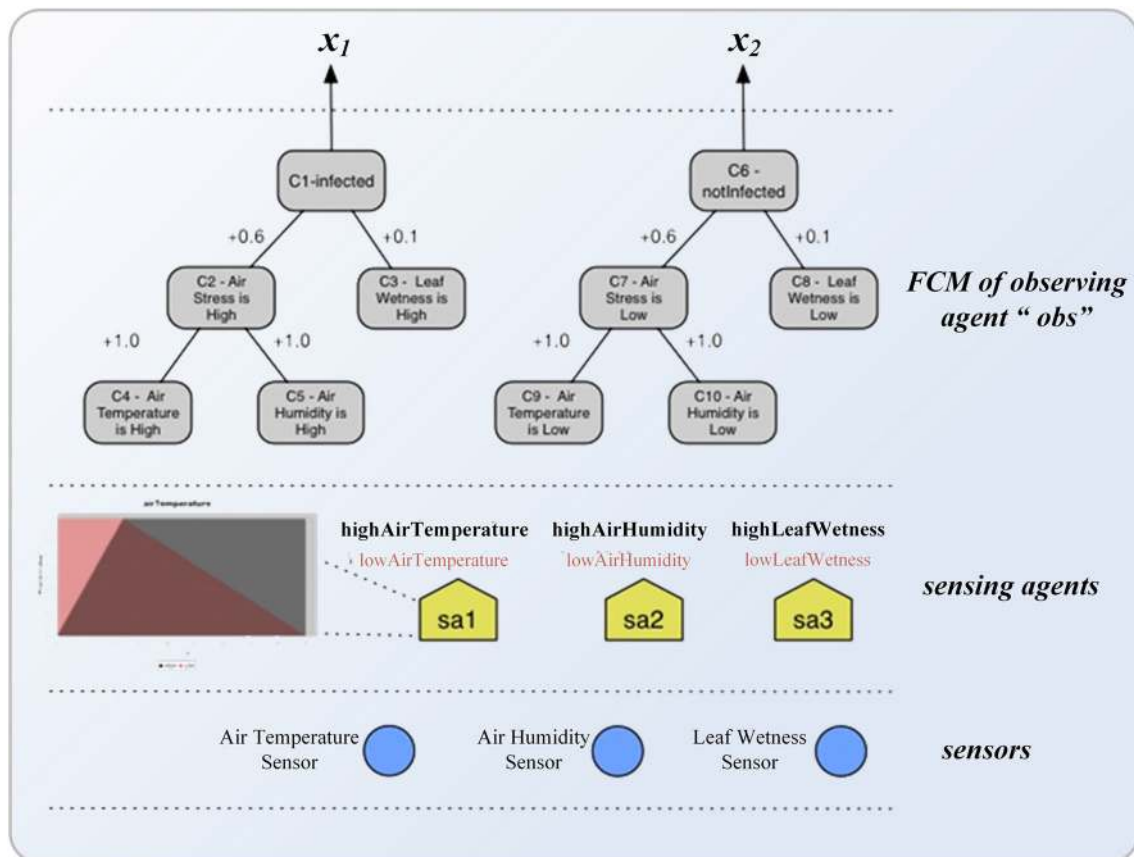 x1
x2
C1-infected
C6 -
notInfected
+0.6
+0.1
+0.6
+0.1
C2 - Air
Stress is
High
C3 - Leaf
Wetness is
High
C7 - Air
Stress is
Low
C8 - Leaf
Wetness is
Low
FCM of observing
agent “ obs”
+1.0
+1.0
+1.0
+1.0
C4 - Air
Temperature
is High
C5 - Air
Humidity is
High
C9 - Air
Temperature
is Low
C10 - Air
Humidity is
Low
airTemperature
highAirTemperature
highAirHumidity
highLeafWetness
lowAirTemperature
lowAirHumidity
lowLeafWetness
sa1
sa2
sa3
sensing agents
Air Temperature
Sensor
Air Humidity
Sensor
Leaf Wetness
Sensor
sensors